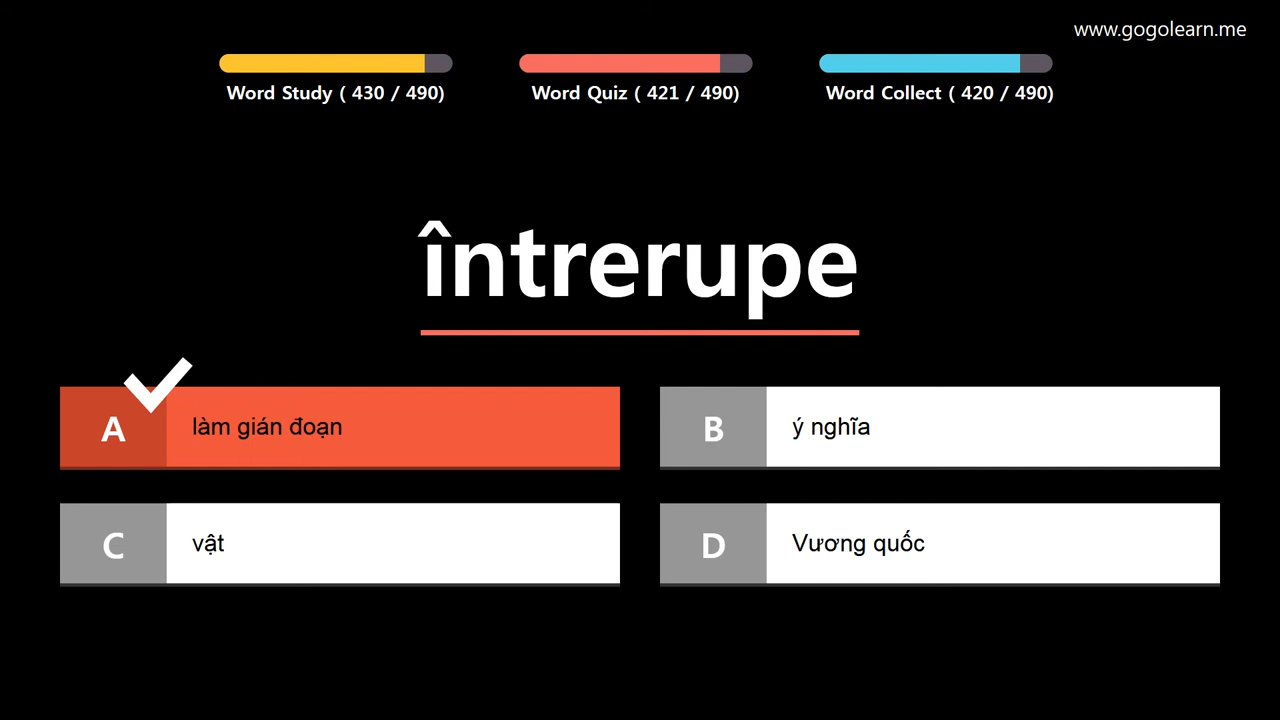 www.gogolearn.me
Word Study ( 430 / 490)
Word Quiz ( 421 / 490)
Word Collect ( 420 / 490)
întrerupe
A làm gián đoạn
B ý nghĩa
C vật
D Vương quốc